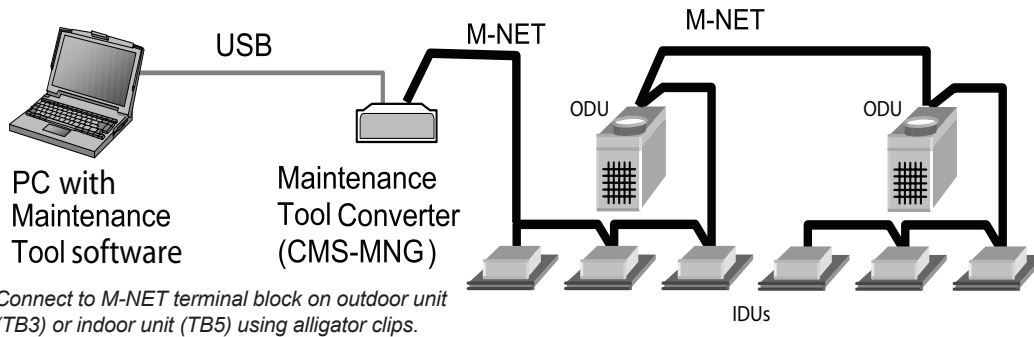 USB
M-NET
M-NET
ODU
ODU
PC with
Maintenance
Tool software
Maintenance
Tool Converter
(CMS-MNG)
IDUs
Connect to M-NET terminal block on outdoor unit
(TB3) or indoor unit (TB5) using alligator clips.